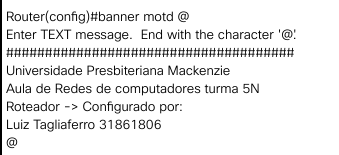 Router(config)#banner motd @
Enter TEXT message.  End with the character '@'.
######################################
Universidade Presbiteriana Mackenzie
Aula de Redes de computadores turma 5N
Roteador -> Configurado por:
Luiz Tagliaferro 31861806
@